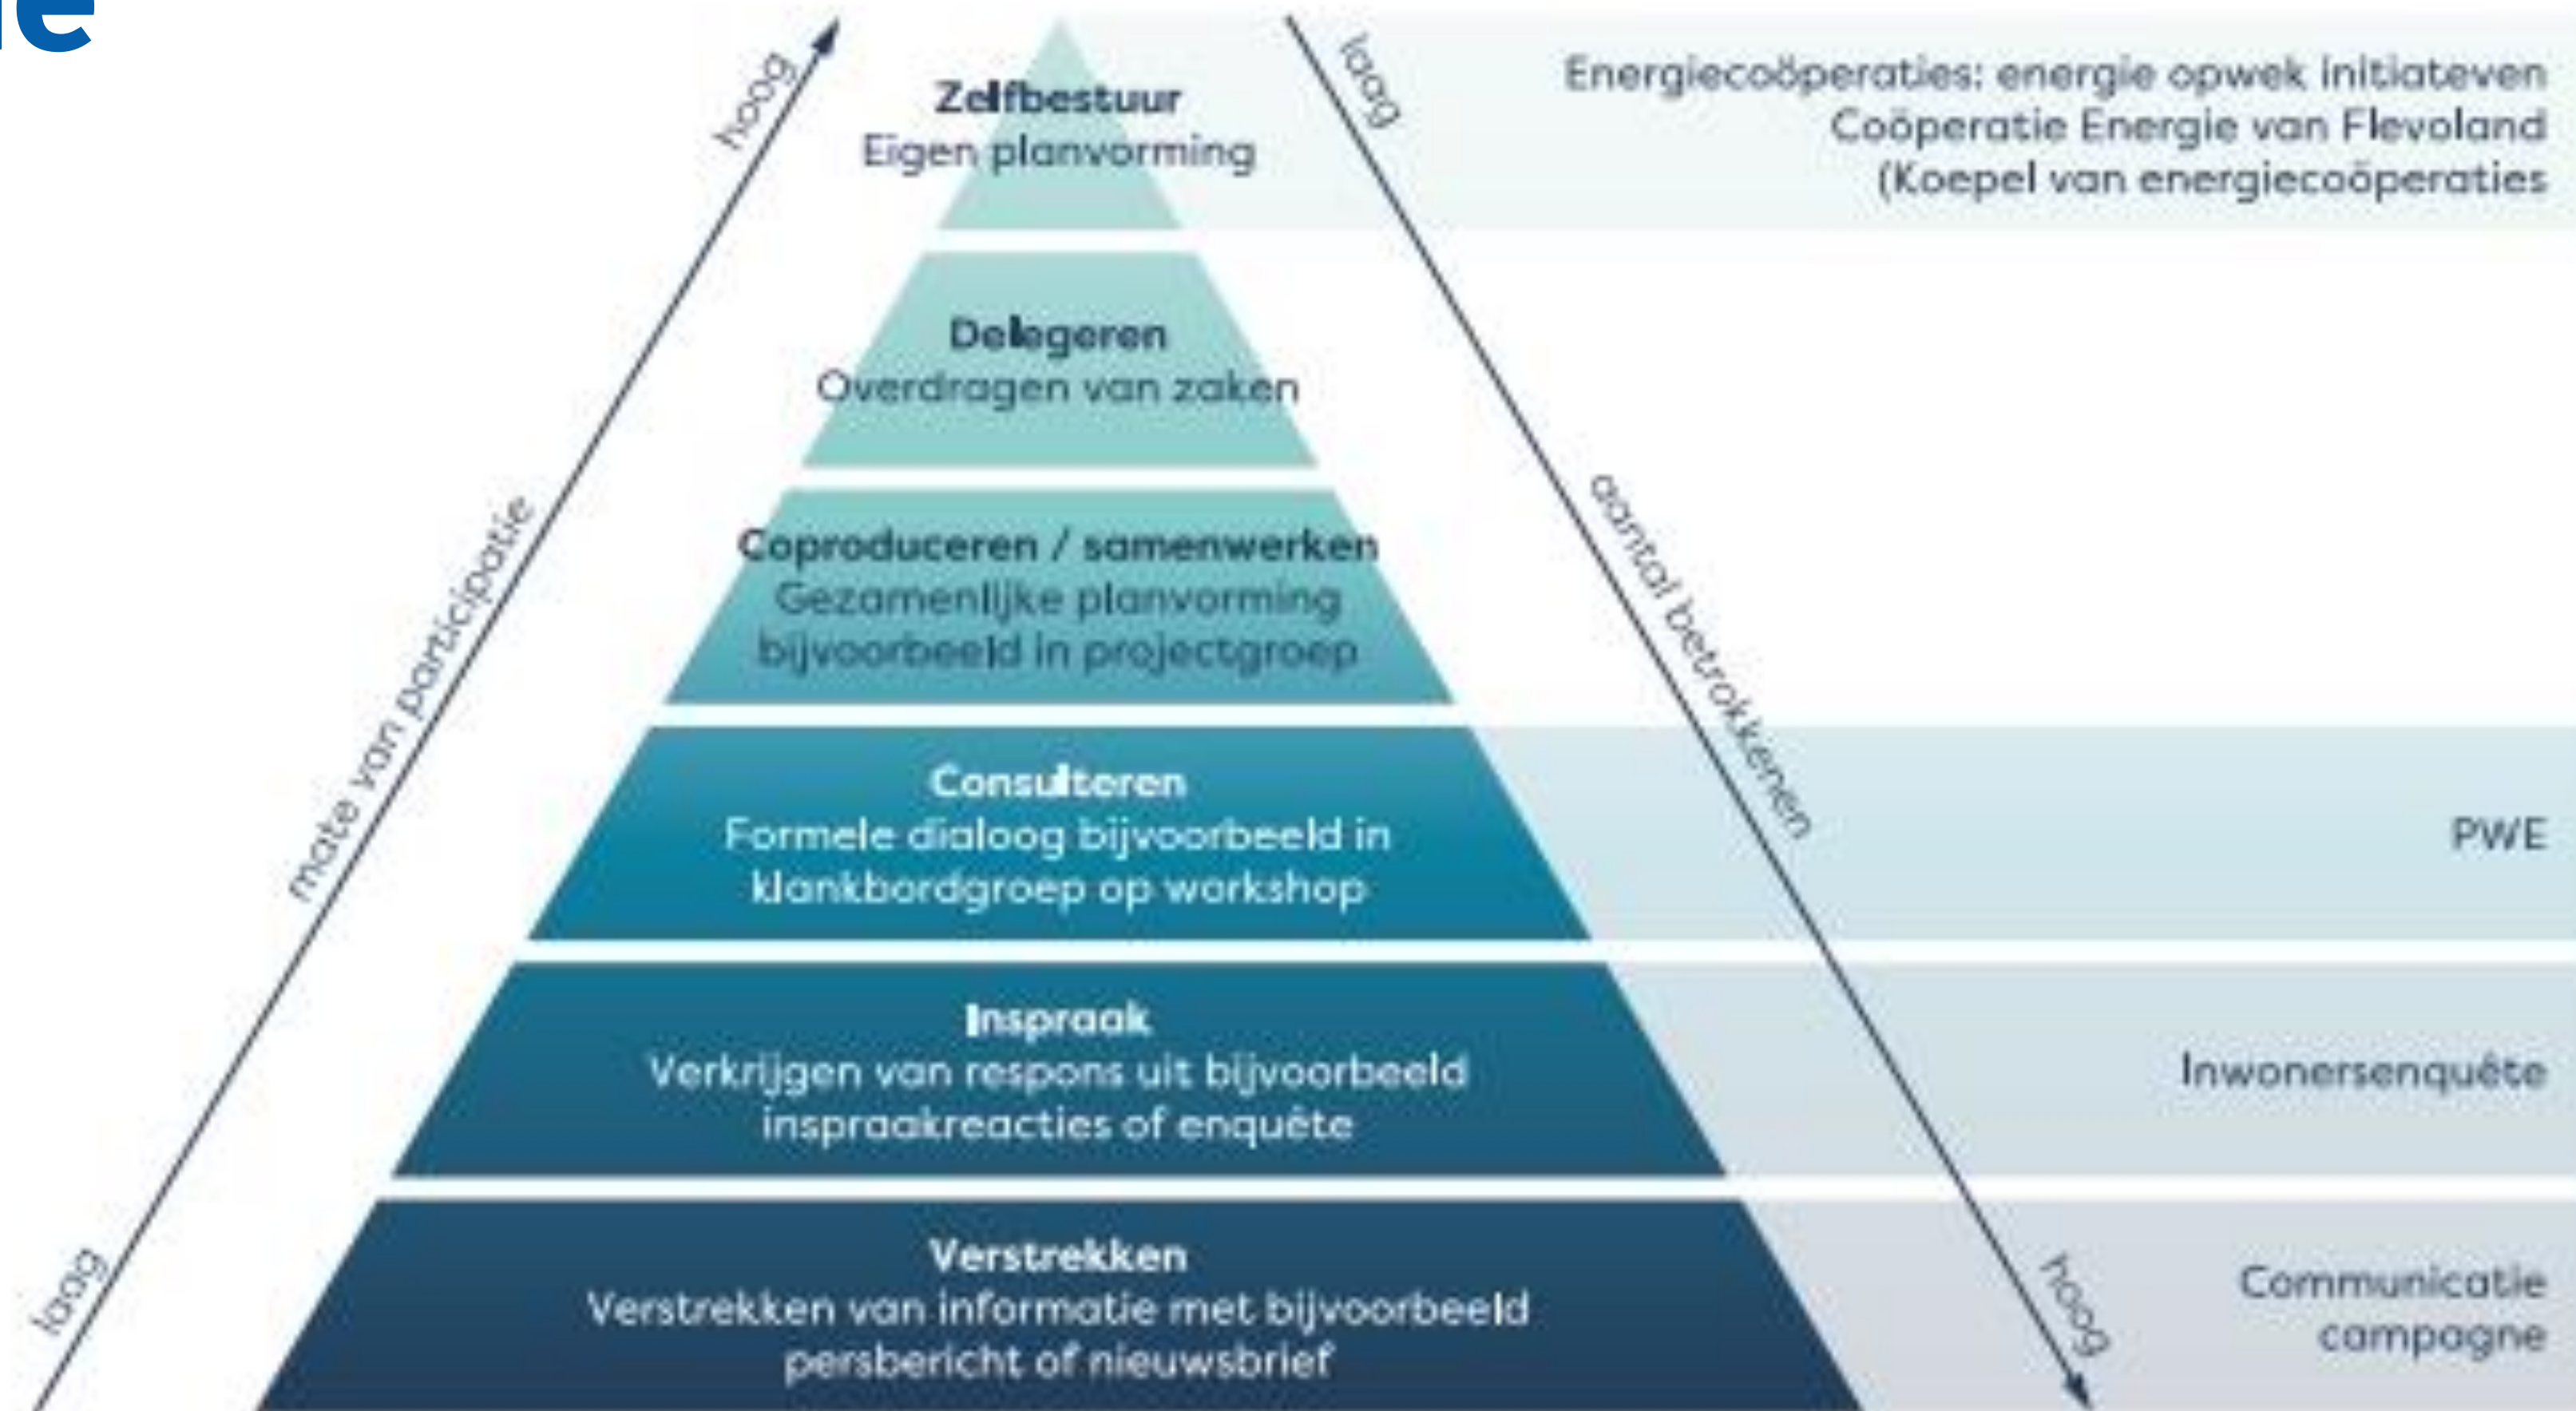 hoog
Zelfbestuur
Eigen planvorming
laag
Energiecoöperaties: energie opwek initiateven
Coöperatie Energie van Flevoland
(Koepel van energiecoöperaties
Delegeren
Overdragen van zaken
Coproduceren / samenwerken
Gezamenlijke planvorming
bijvoorbeeld in projectgroep
mate van participatie
aantal betrokkenen
Consulteren
Formele dialoog bijvoorbeeld in
klankbordgroep op workshop
PWE
Inspraak
Verkrijgen van respons uit bijvoorbeeld
inspraakreacties of enquête
Inwonersenquête
laag
Verstrekken
Verstrekken van informatie met bijvoorbeeld
persbericht of nieuwsbrief
hoog
Communicatie
campagne